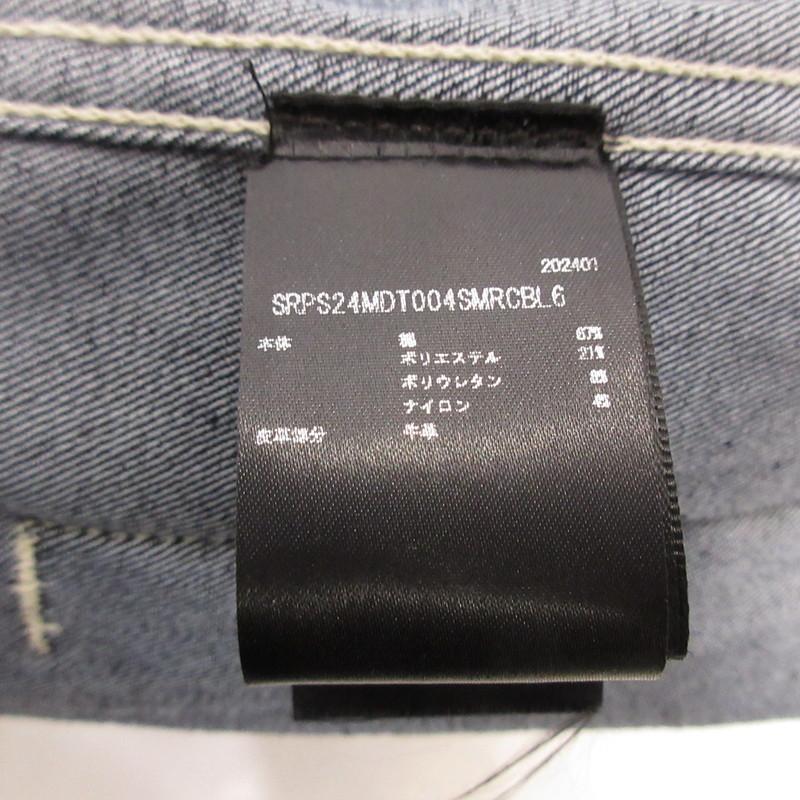 202401
SRPS24MDT004SMRCBL6
本体 綿 67%
ポリエステル 21%
ポリウレタン 8%
ナイロン 4%
皮革部分 牛革